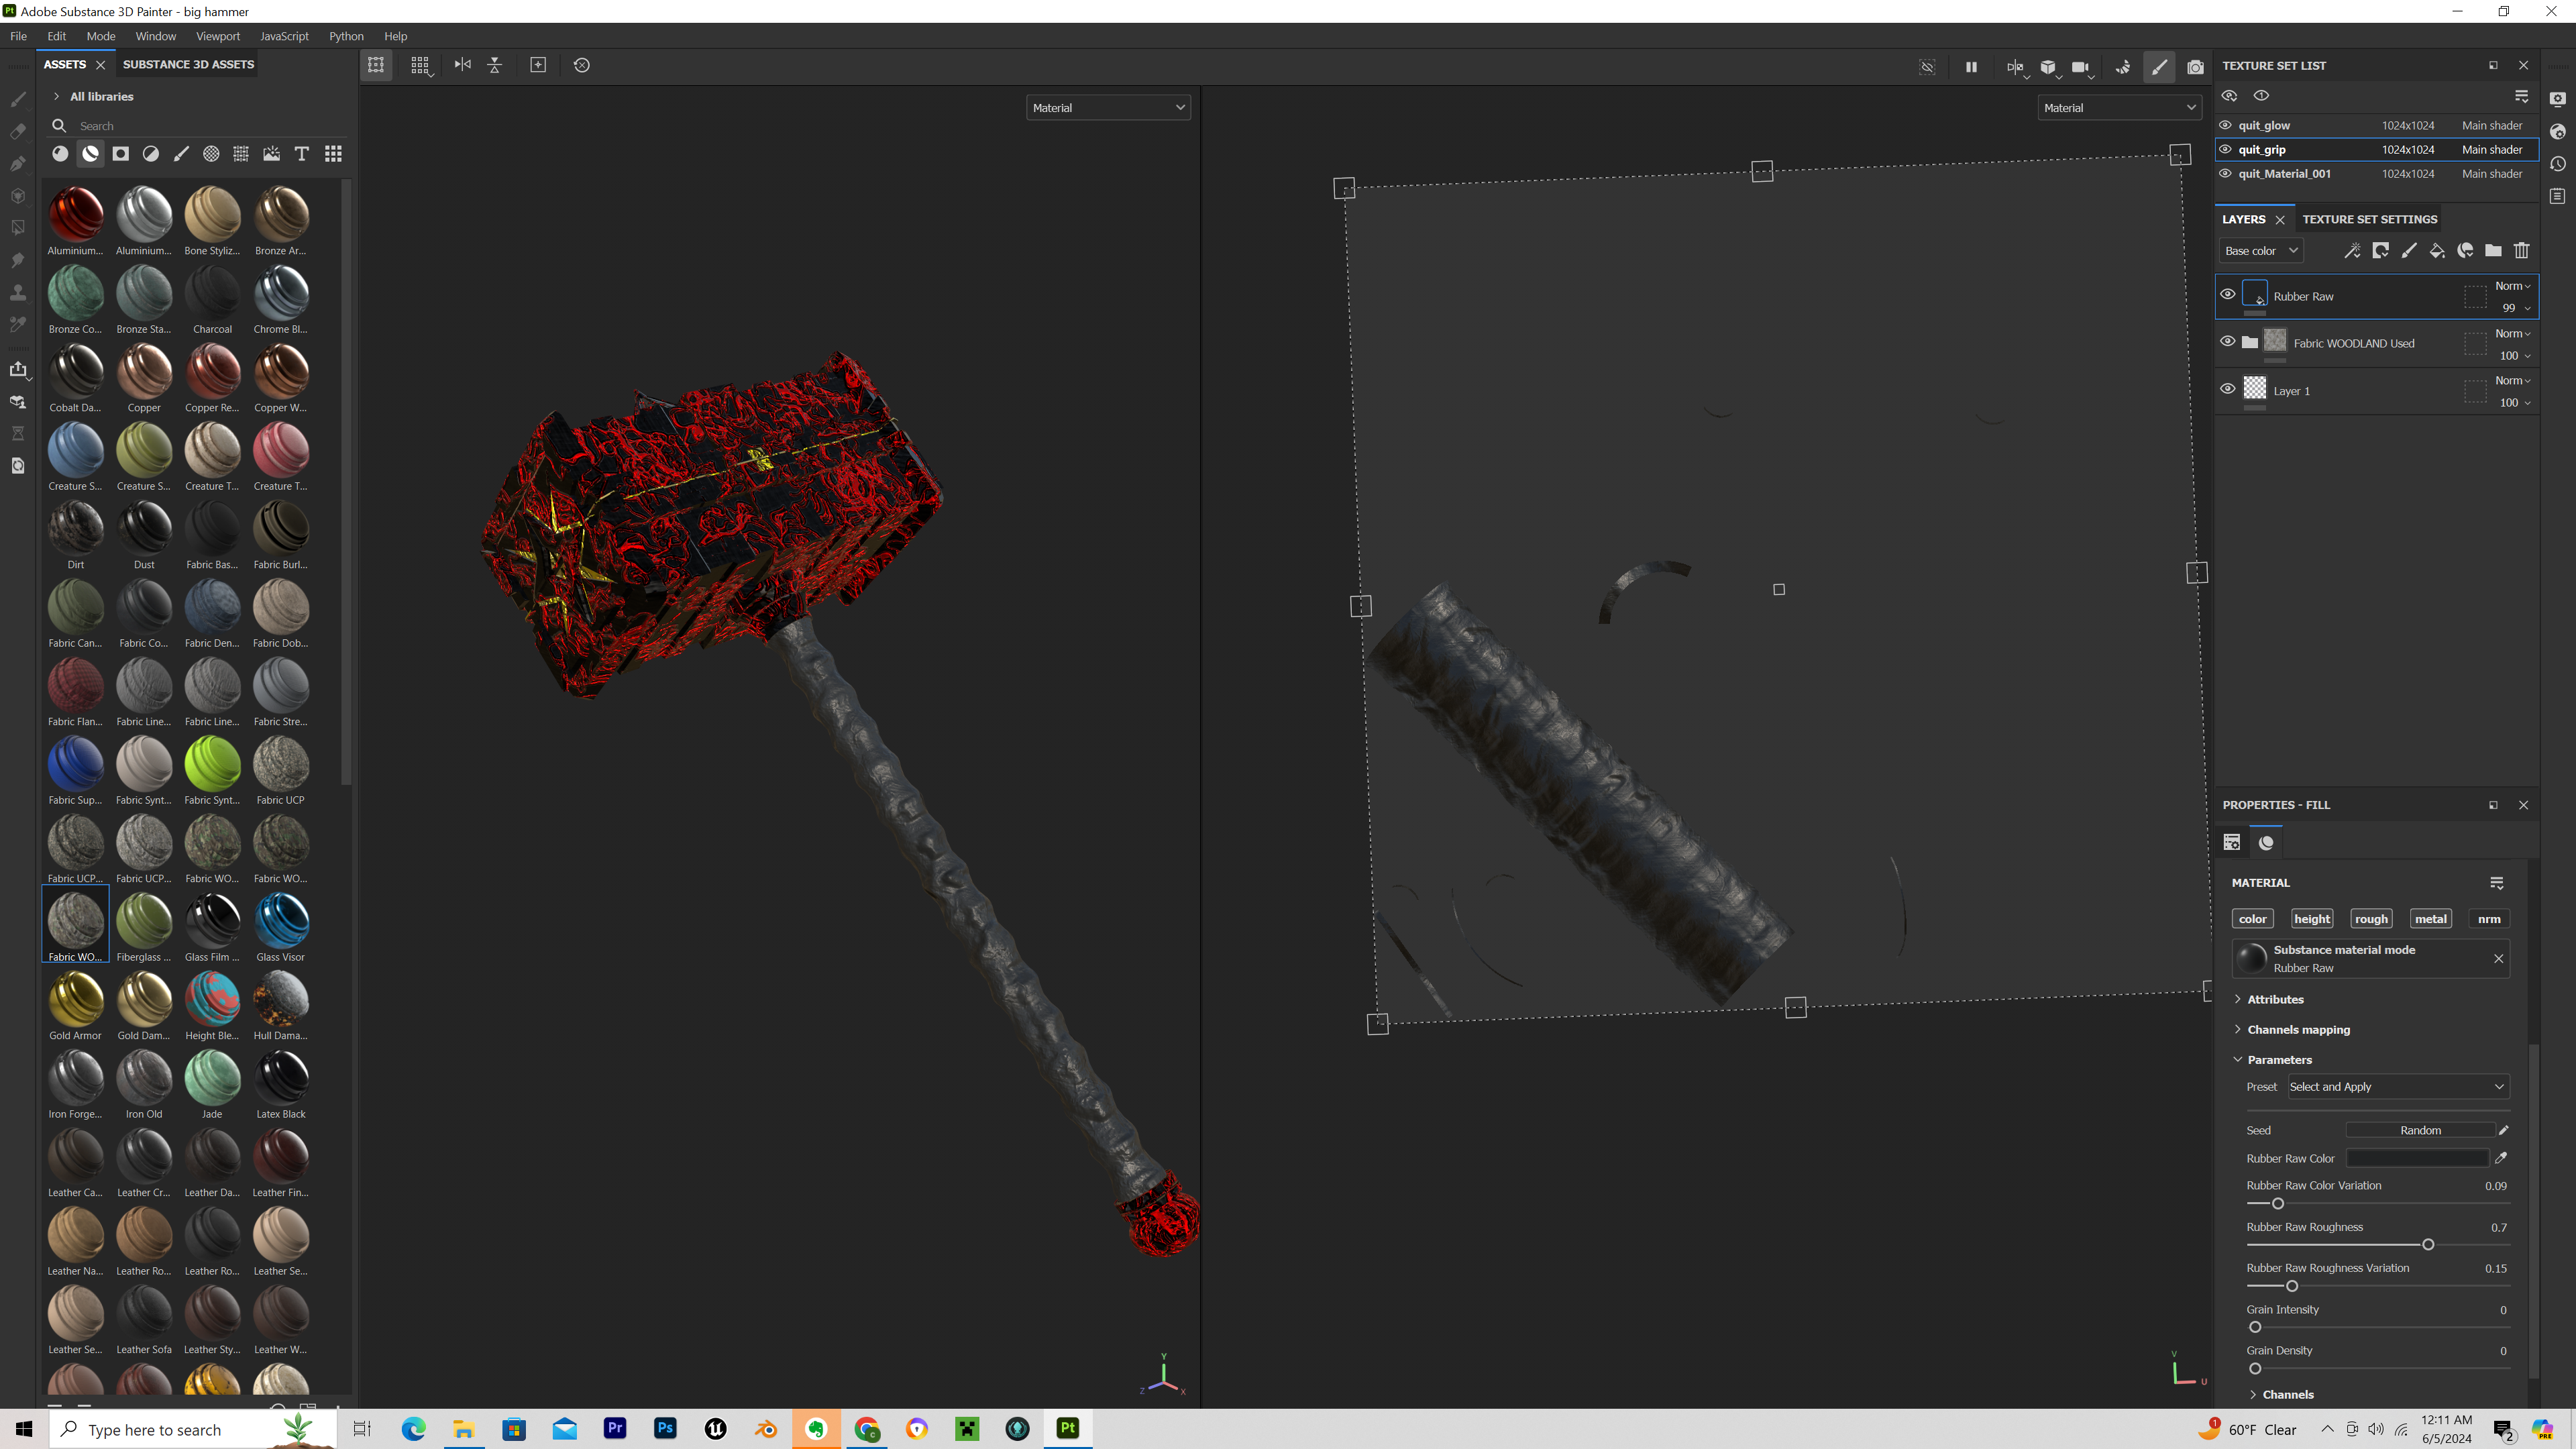 Pt Adobe Substance 3D Painter - big hammer
File Edit Mode Window Viewport JavaScript Python Help
ASSETS SUBSTANCE 3D ASSETS
All libraries
Search
Aluminium... Aluminium... Bone Styliz... Bronze Ar...
Bronze Co... Bronze Sta... Charcoal Chrome Bl...
Cobalt Da... Copper Copper Re... Copper W...
Creature S... Creature S... Creature T... Creature T...
Dirt Dust Fabric Bas... Fabric Burl...
Fabric Can... Fabric Co... Fabric Den... Fabric Dob...
Fabric Flan... Fabric Line... Fabric Line... Fabric Stre...
Fabric Sup... Fabric Synt... Fabric Synt... Fabric UCP
Fabric UCP... Fabric UCP... Fabric WO... Fabric WO...
Fabric WO... Fiberglass ... Glass Film ... Glass Visor
Gold Armor Gold Dam... Height Ble... Hull Dama...
Iron Forge... Iron Old Jade Latex Black
Leather Ca... Leather Cr... Leather Da... Leather Fin...
Leather Na... Leather Ro... Leather Ro... Leather Se...
Leather Se... Leather Sofa Leather Sty... Leather W...
Material
Y
Z X
Material
V
U
TEXTURE SET LIST
quit_glow 1024x1024 Main shader
quit_grip 1024x1024 Main shader
quit_Material_001 1024x1024 Main shader
LAYERS TEXTURE SET SETTINGS
Base color
Rubber Raw Norm 99
Fabric WOODLAND Used Norm 100
Layer 1 Norm 100
PROPERTIES - FILL
MATERIAL
color height rough metal nrm
Substance material mode
Rubber Raw
Attributes
Channels mapping
Parameters
Preset Select and Apply
Seed Random
Rubber Raw Color
Rubber Raw Color Variation 0.09
Rubber Raw Roughness 0.7
Rubber Raw Roughness Variation 0.15
Grain Intensity 0
Grain Density 0
Channels
Type here to search
Pr Ps Pt
1 60°F Clear
12:11 AM
6/5/2024
2
PRE